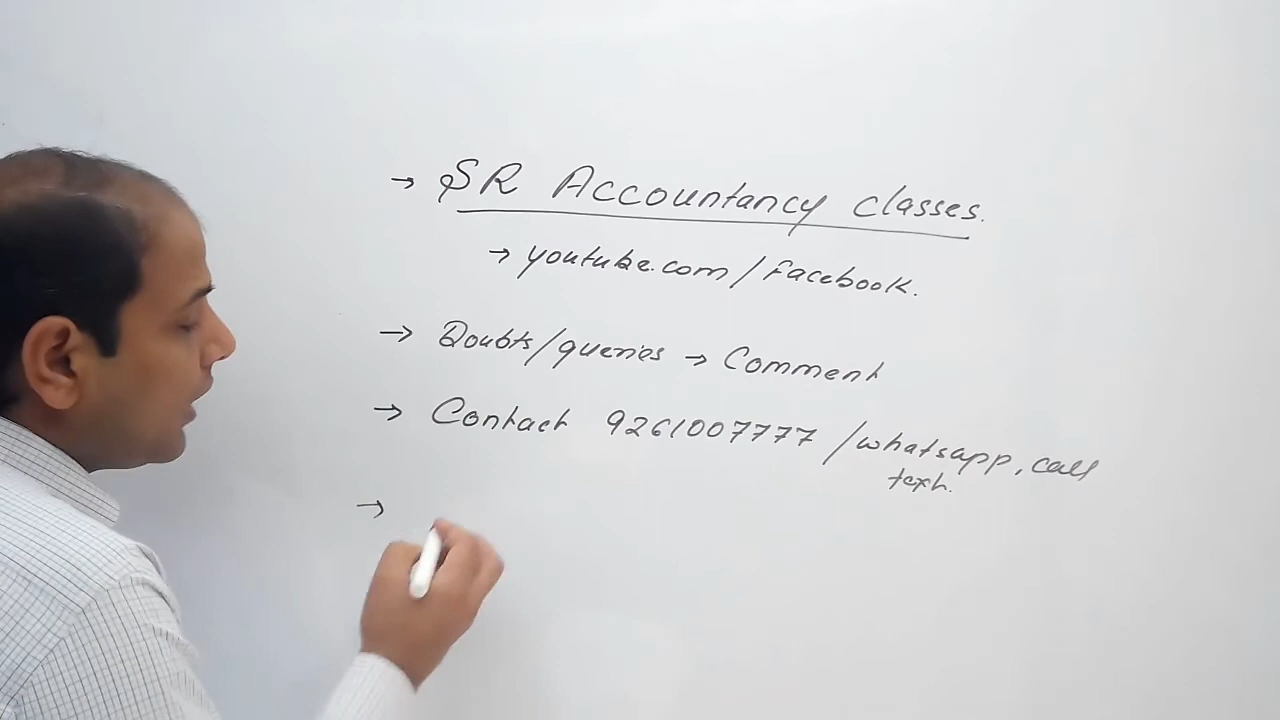 → SR Accountancy Classes.
→ youtube.com/Facebook.
→ Doubts/queries → Comment
→ Contact 9261007777 /whatsapp, call
text.
→